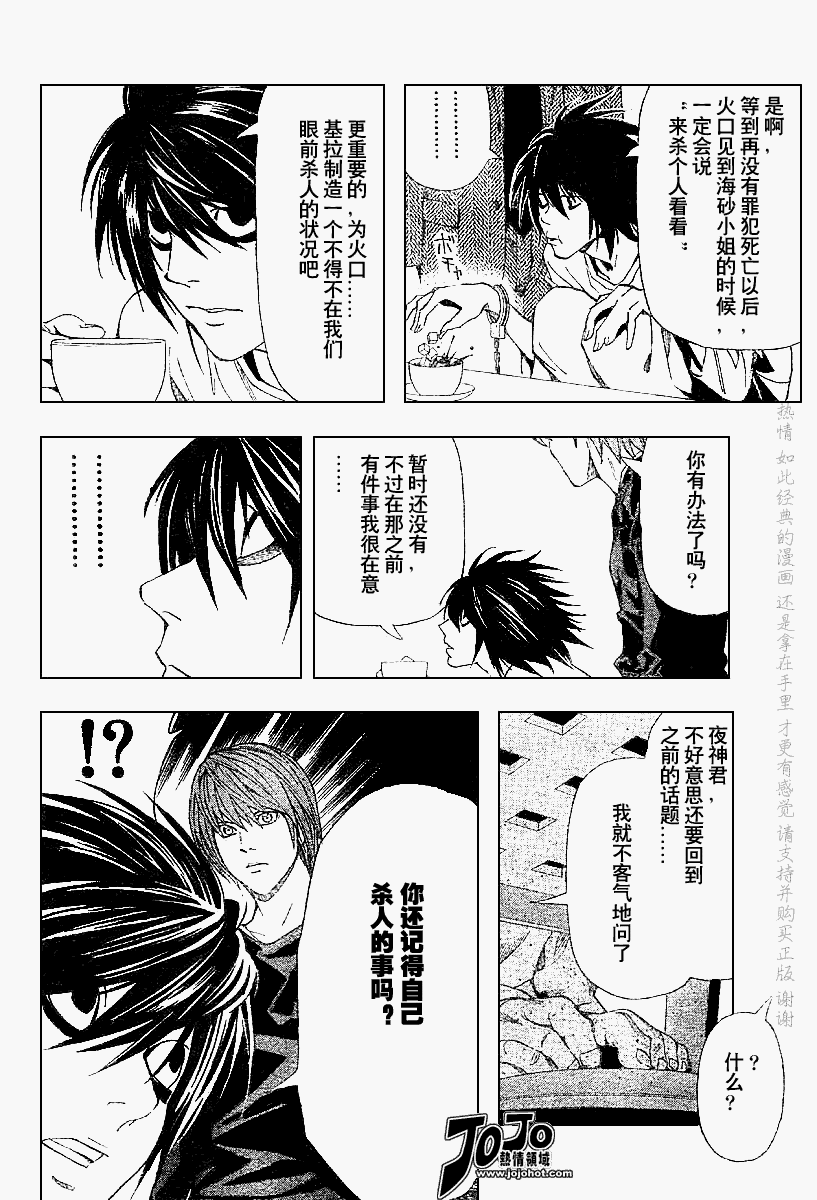 是啊，
等到再没有罪犯死亡以后，
火口见到海砂小姐的时候，
一定会说
"来杀个人看看"
ボチャ
………
更重要的，为火口……
基拉制造一个不得不在我们
眼前杀人的状况吧
你有办法了吗？
暂时还没有，
不过在那之前
有件事我很在意
……
…………
夜神君，
不好意思还要回到
之前的话题……
我就不客气地问了
？
什么？
你还记得自己
杀人的事吗？
！？
热情 如此经典的漫画 还是拿在手里 才更有感觉 请支持并购买正版 谢谢
JOJO
熱情領域
www.jojohot.com